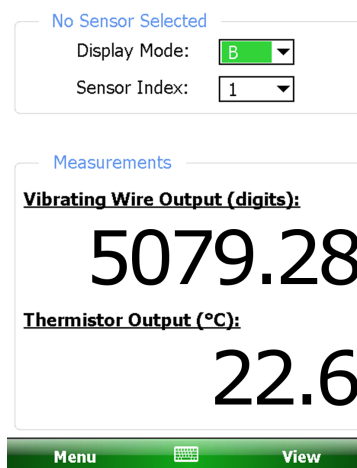 No Sensor Selected
Display Mode: B
Sensor Index: 1
Measurements
Vibrating Wire Output (digits):
5079.28
Thermistor Output (°C):
22.6
Menu View